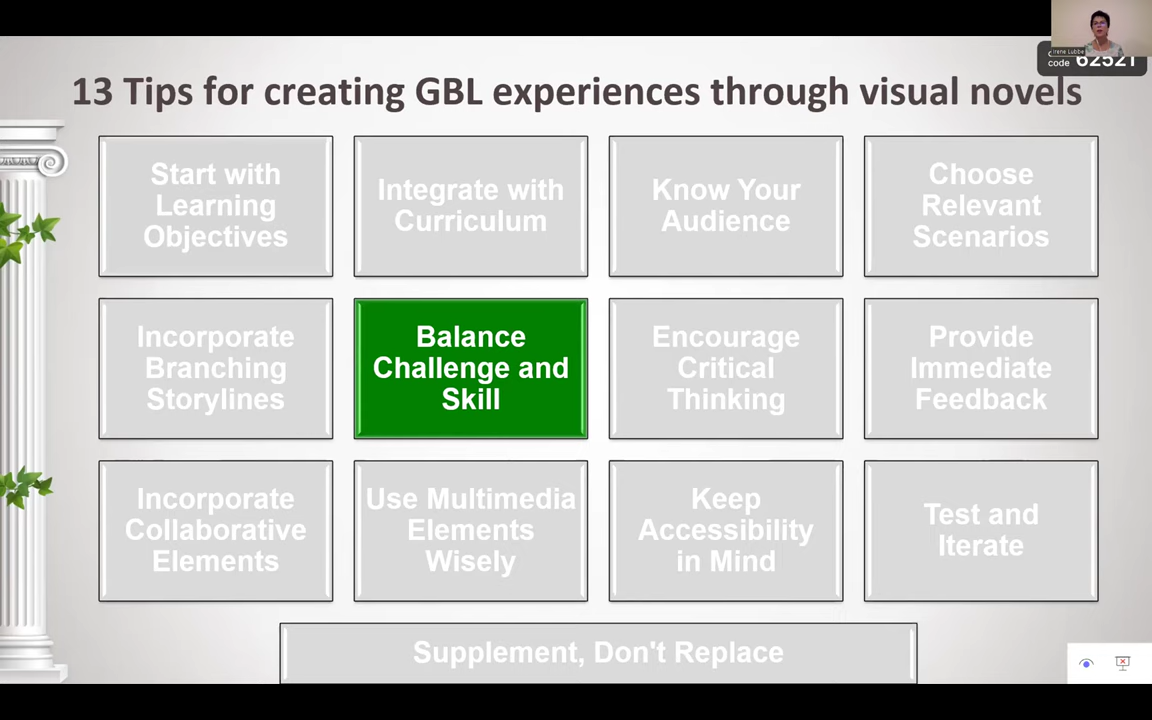 Irene Lubbe
code 62521
13 Tips for creating GBL experiences through visual novels
Start with
Learning
Objectives
Integrate with
Curriculum
Know Your
Audience
Choose
Relevant
Scenarios
Incorporate
Branching
Storylines
Balance
Challenge and
Skill
Encourage
Critical
Thinking
Provide
Immediate
Feedback
Incorporate
Collaborative
Elements
Use Multimedia
Elements
Wisely
Keep
Accessibility
in Mind
Test and
Iterate
Supplement, Don't Replace